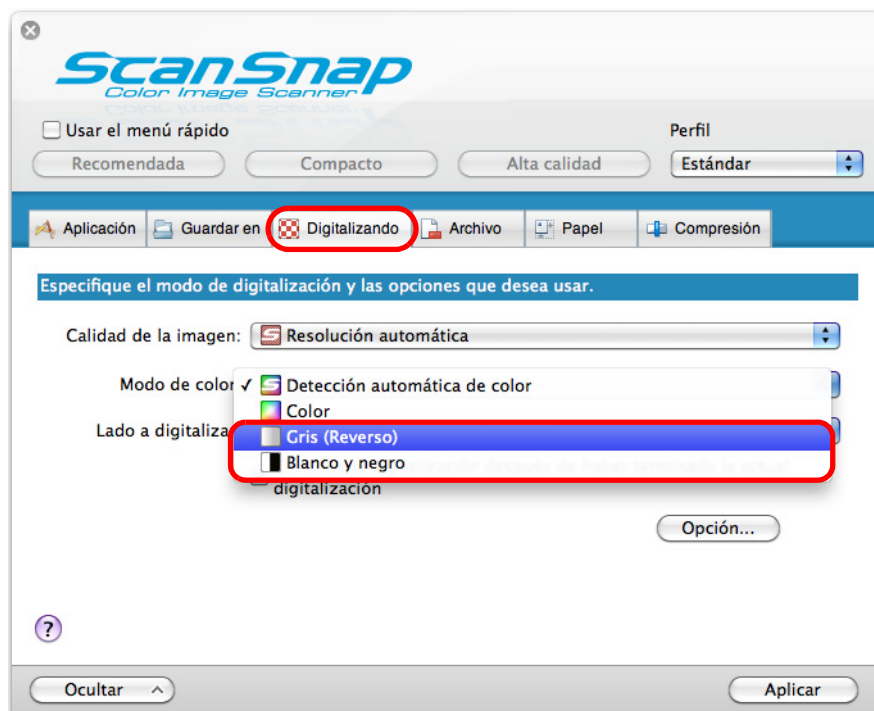 ScanSnap
Color Image Scanner
Usar el menú rápido
Perfil
Recomendada Compacto Alta calidad Estándar
Aplicación Guardar en Digitalizando Archivo Papel Compresión
Especifique el modo de digitalización y las opciones que desea usar.
Calidad de la imagen: Resolución automática
Modo de color ✓ Detección automática de color
Color
Lado a digitaliza
Gris (Reverso)
Blanco y negro
digitalización
Opción...
?
Ocultar
Aplicar